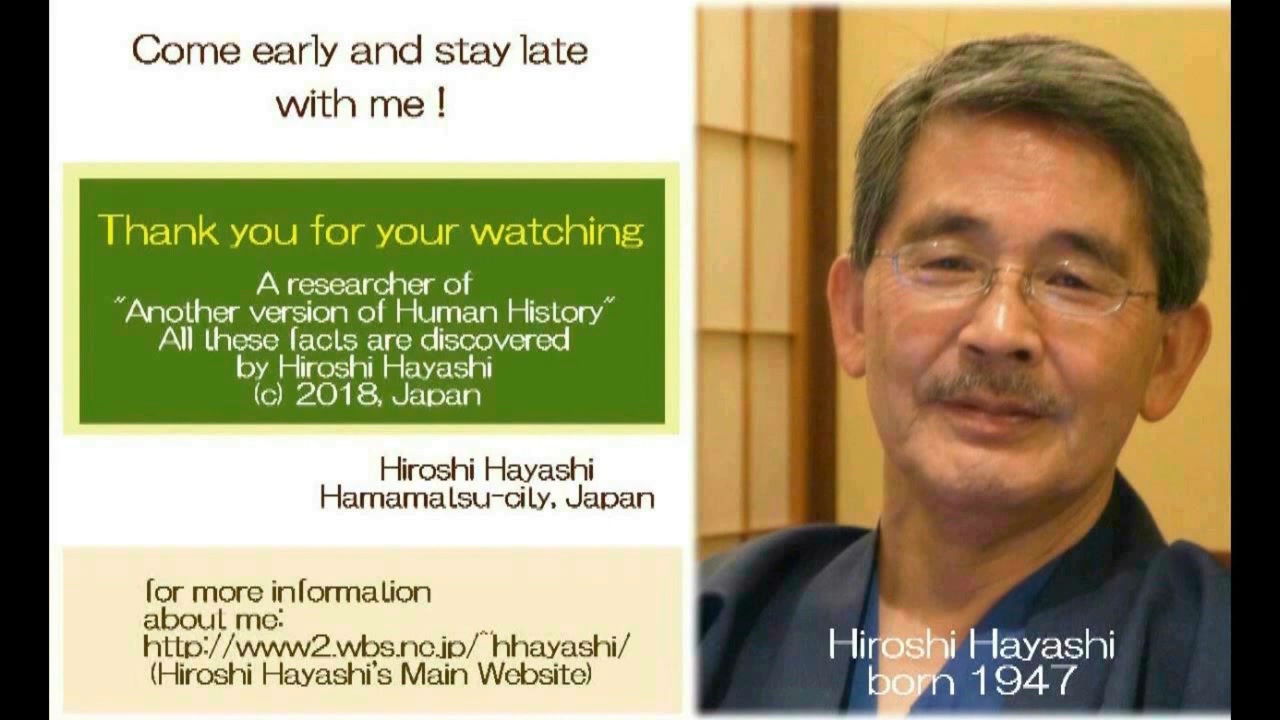 Come early and stay late
with me !
Thank you for your watching
A researcher of
"Another version of Human History"
All these facts are discovered
by Hiroshi Hayashi
(c) 2018, Japan
Hiroshi Hayashi
Hamamatsu-city, Japan
for more information
about me:
http://www2.wbs.ne.jp/~hhayashi/
(Hiroshi Hayashi's Main Website)
Hiroshi Hayashi
born 1947